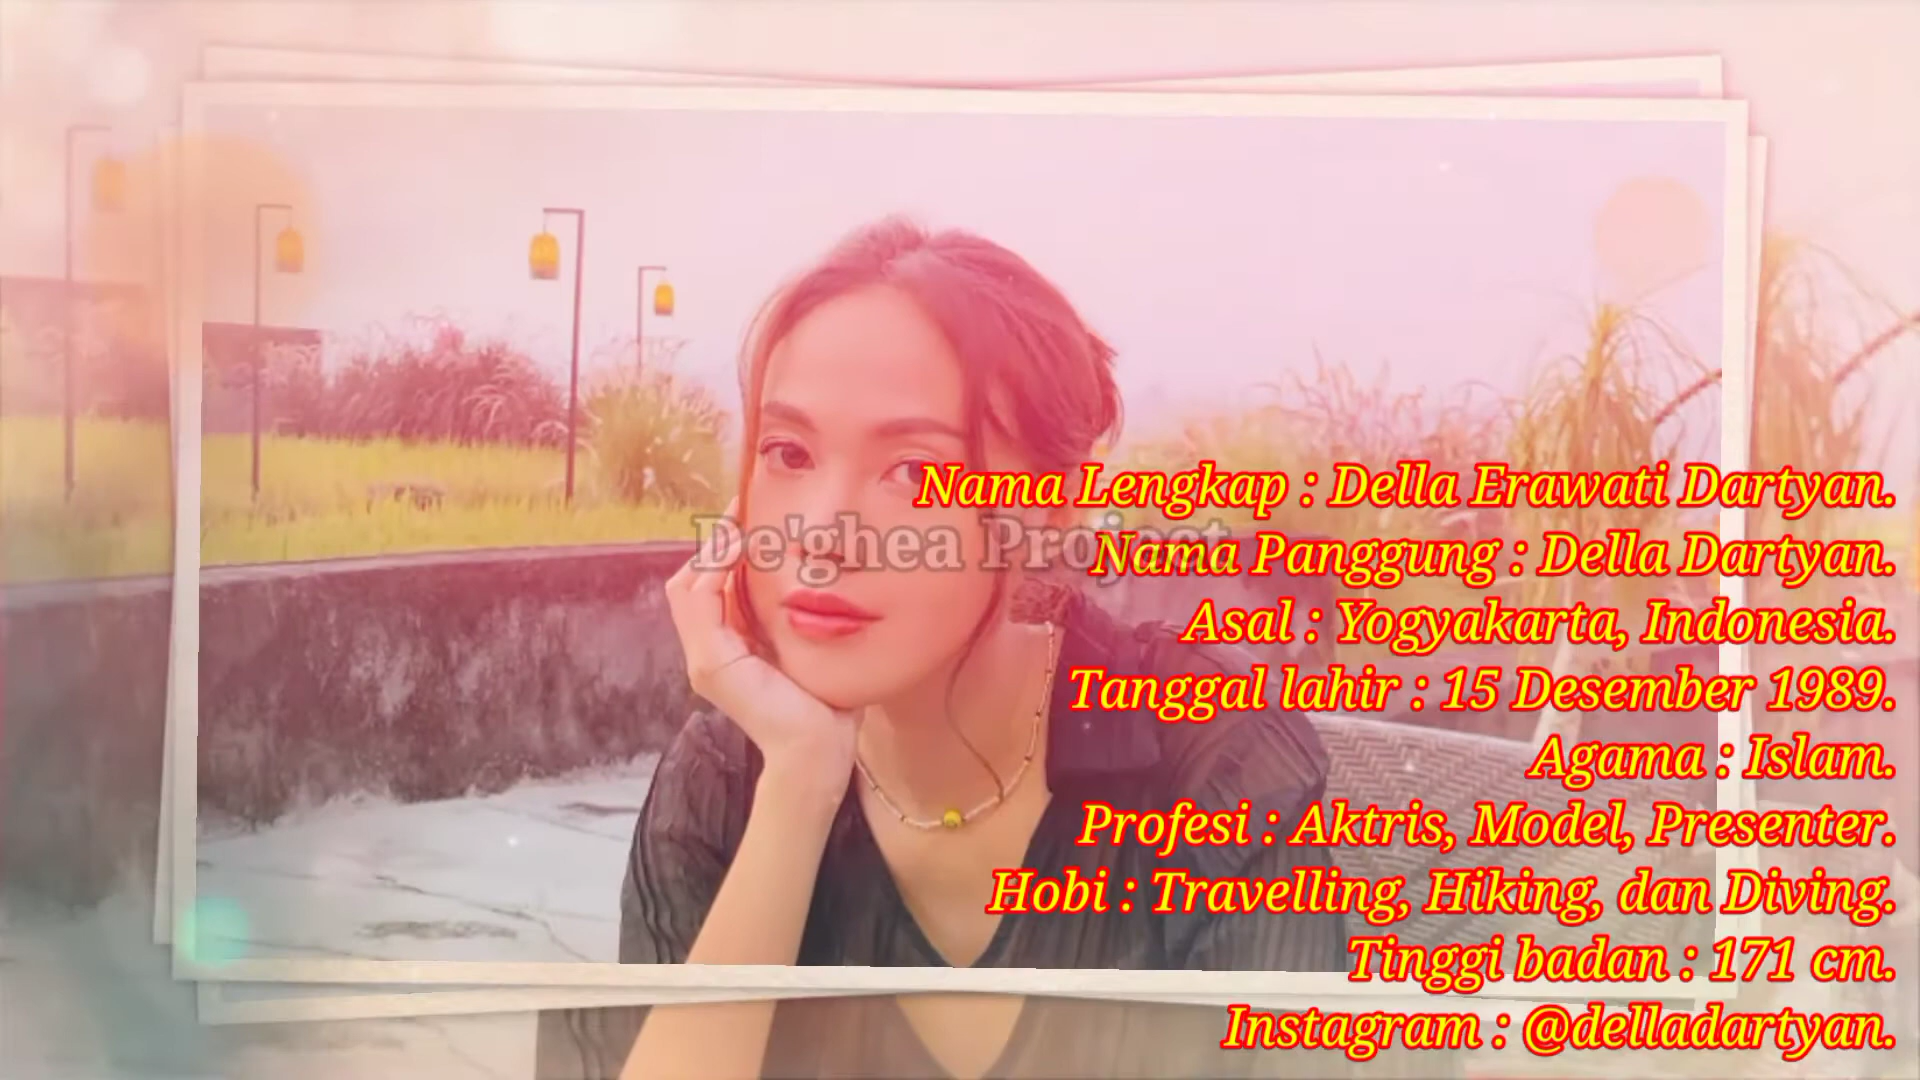 Nama Lengkap : Della Erawati Dartyan.
De'ghea Project
Nama Panggung : Della Dartyan.
Asal : Yogyakarta, Indonesia.
Tanggal lahir : 15 Desember 1989.
Agama : Islam.
Profesi : Aktris, Model, Presenter.
Hobi : Travelling, Hiking, dan Diving.
Tinggi badan : 171 cm.
Instagram : @delladartyan.